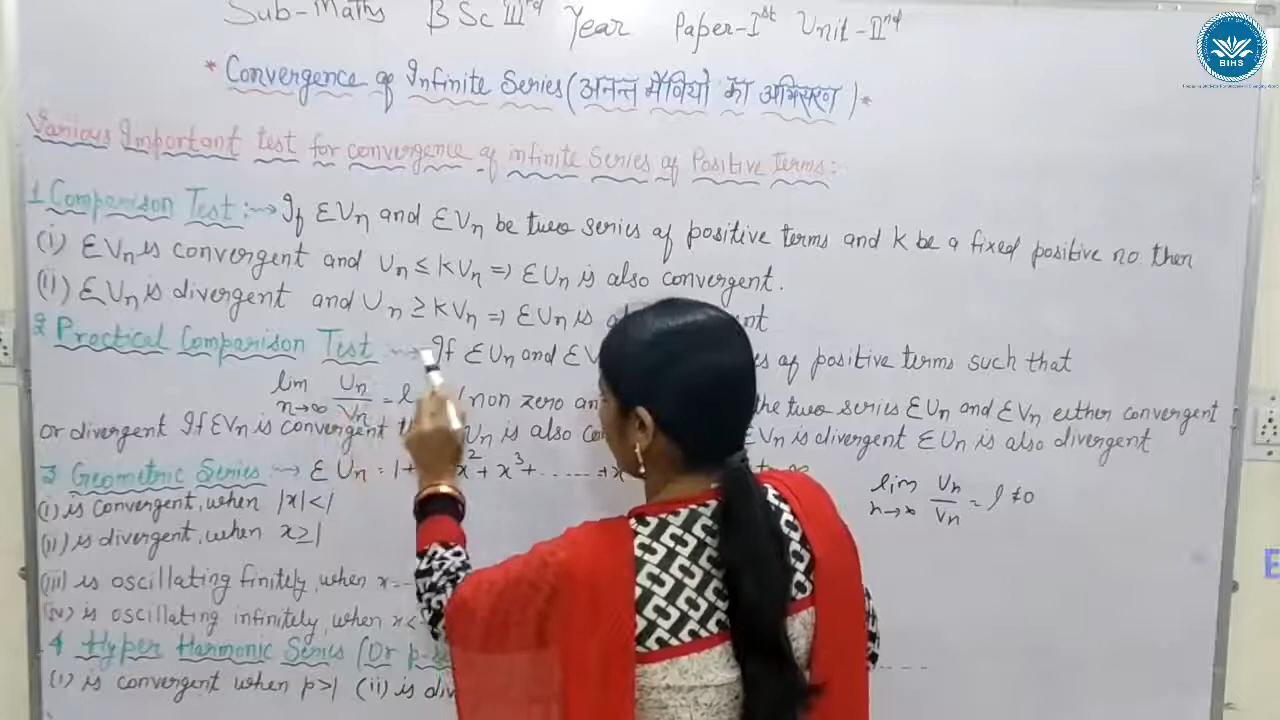 Sub-Maths BSc IIIrd Year Paper-Ist Unit-IInd
* Convergence of Infinite Series (अनन्त श्रेणियो का अभिसरण) *
Various Important test for convergence of infinite Series of Positive terms:-
1 Comparison Test :→ If ΣUn and ΣVn be two series of positive terms and K be a fixed positive no. then
(i) ΣVn is convergent and Un ≤ KVn ⇒ ΣUn is also convergent.
(ii) ΣVn is divergent and Un ≥ KVn ⇒ ΣUn is
2 Practical Comparison Test → If ΣUn and ΣV of positive terms such that
lim n→∞ Un/Vn = l non zero the two series ΣUn and ΣVn either convergent
or divergent If ΣVn is convergent Un is also ΣVn is divergent ΣUn is also divergent
3 Geometric Series → ΣUn = 1+ x² + x³ + ...... + x
lim n→∞ Un/Vn = l ≠ 0
(i) is convergent, when |x|<1
(ii) is divergent, when x≥1
(iii) is oscillating finitely, when x=-
(iv) is oscillating infinitely, when x<
4 Hyper Harmonic Series (Or p-
(i) is convergent when p>1 (ii) is
BIHS
E